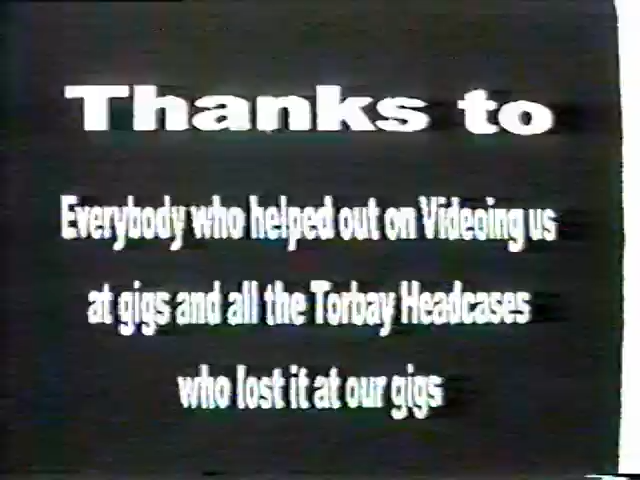 Thanks to
Everybody who helped out on Videoing us
at gigs and all the Torbay Headcases
who lost it at our gigs